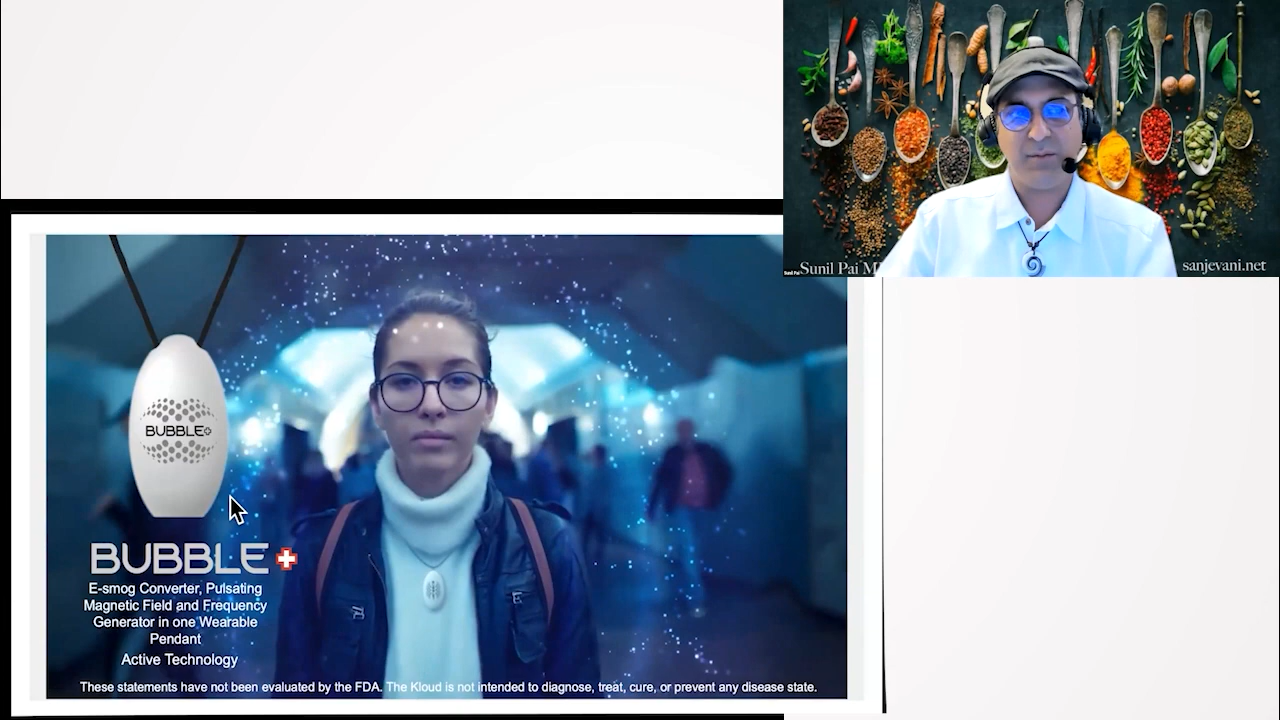 Sunil Pai M
sanjevani.net
Sunil Pai
BUBBLE+
BUBBLE+
E-smog Converter, Pulsating
Magnetic Field and Frequency
Generator in one Wearable
Pendant
Active Technology
These statements have not been evaluated by the FDA. The Kloud is not intended to diagnose, treat, cure, or prevent any disease state.